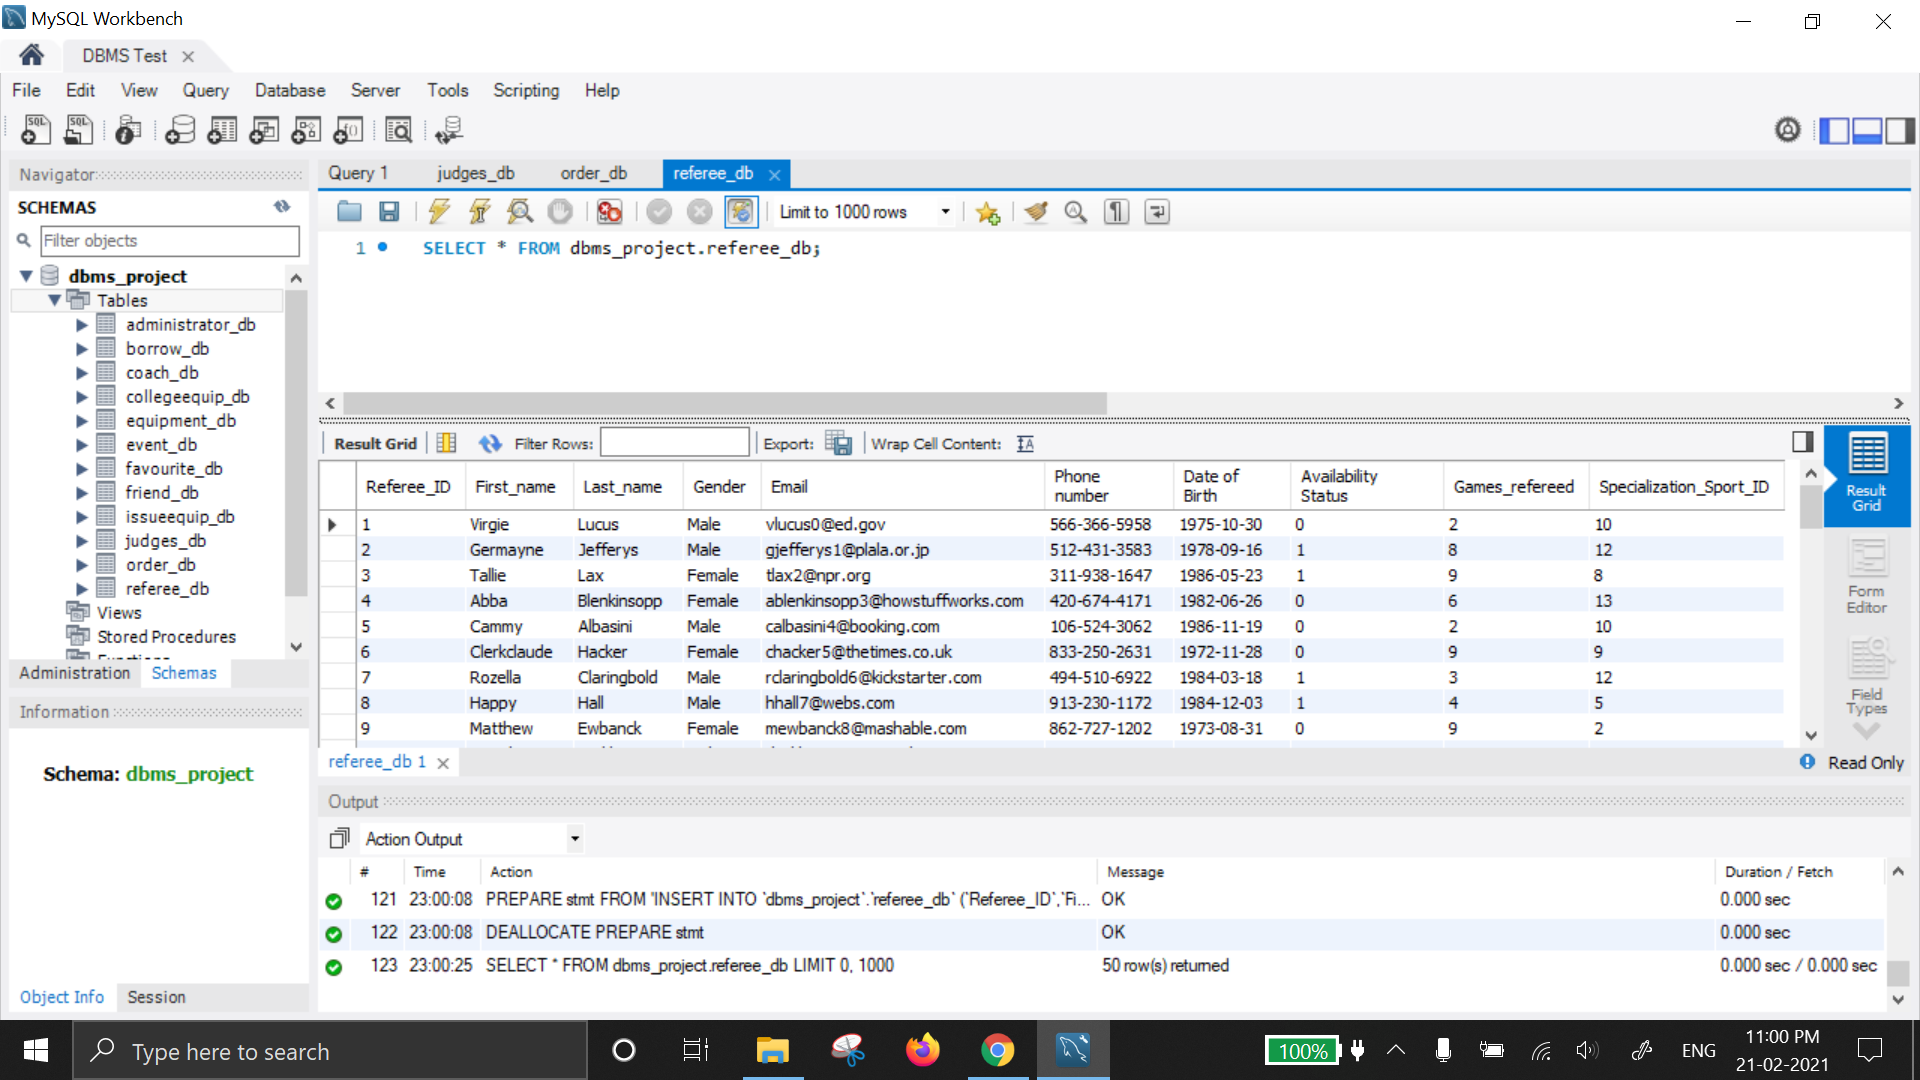 MySQL Workbench
DBMS Test
File Edit View Query Database Server Tools Scripting Help
Navigator
SCHEMAS
Filter objects
dbms_project
Tables
administrator_db
borrow_db
coach_db
collegeequip_db
equipment_db
event_db
favourite_db
friend_db
issueequip_db
judges_db
order_db
referee_db
Views
Stored Procedures
Administration Schemas
Information
Schema: dbms_project
Object Info Session
Query 1 judges_db order_db referee_db
Limit to 1000 rows
1 SELECT * FROM dbms_project.referee_db;
Result Grid Filter Rows: Export: Wrap Cell Content:
Referee_ID First_name Last_name Gender Email Phone number Date of Birth Availability Status Games_refereed Specialization_Sport_ID
1 Virgie Lucus Male vlucus0@ed.gov 566-366-5958 1975-10-30 0 2 10
2 Germayne Jefferys Male gjefferys1@plala.or.jp 512-431-3583 1978-09-16 1 8 12
3 Tallie Lax Female tlax2@npr.org 311-938-1647 1986-05-23 1 9 8
4 Abba Blenkinsopp Female ablenkinsopp3@howstuffworks.com 420-674-4171 1982-06-26 0 6 13
5 Cammy Albasini Male calbasini4@booking.com 106-524-3062 1986-11-19 0 2 10
6 Clerkclaude Hacker Female chacker5@thetimes.co.uk 833-250-2631 1972-11-28 0 9 9
7 Rozella Claringbold Male rclaringbold6@kickstarter.com 494-510-6922 1984-03-18 1 3 12
8 Happy Hall Male hhall7@webs.com 913-230-1172 1984-12-03 1 4 5
9 Matthew Ewbanck Female mewbanck8@mashable.com 862-727-1202 1973-08-31 0 9 2
Result Grid
Form Editor
Field Types
referee_db 1
Read Only
Output
Action Output
# Time Action Message Duration / Fetch
121 23:00:08 PREPARE stmt FROM 'INSERT INTO `dbms_project`.`referee_db` (`Referee_ID`,`Fi... OK 0.000 sec
122 23:00:08 DEALLOCATE PREPARE stmt OK 0.000 sec
123 23:00:25 SELECT * FROM dbms_project.referee_db LIMIT 0, 1000 50 row(s) returned 0.000 sec / 0.000 sec
Type here to search
100%
ENG
11:00 PM
21-02-2021